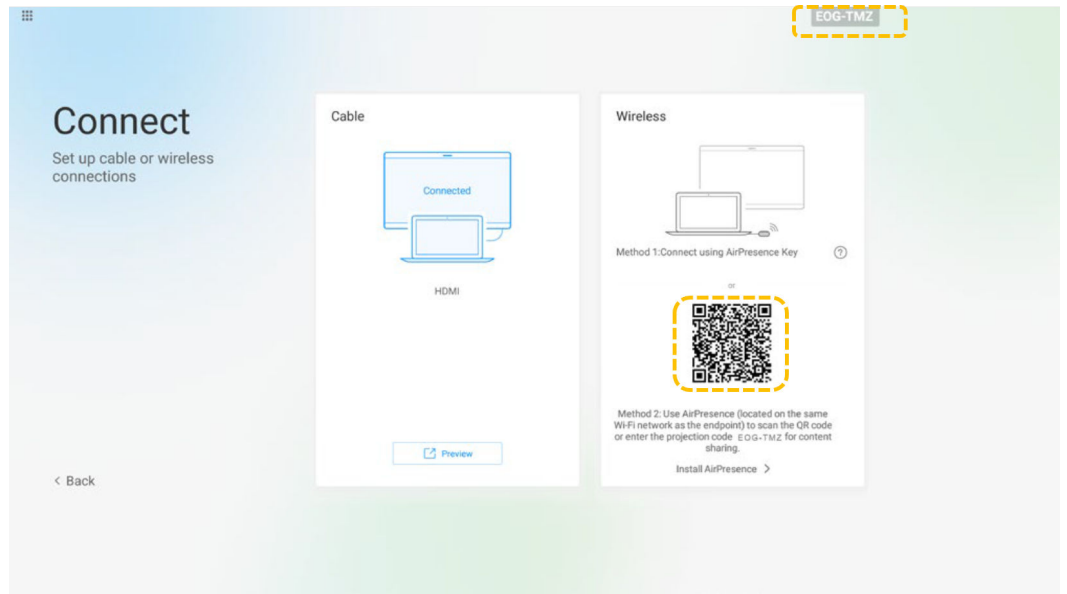 EOG-TMZ
Connect
Set up cable or wireless
connections
Cable
Connected
HDMI
Preview
Wireless
Method 1:Connect using AirPresence Key
?
or
Method 2: Use AirPresence (located on the same
Wi-Fi network as the endpoint) to scan the QR code
or enter the projection code EOG-TMZ for content
sharing.
Install AirPresence >
< Back